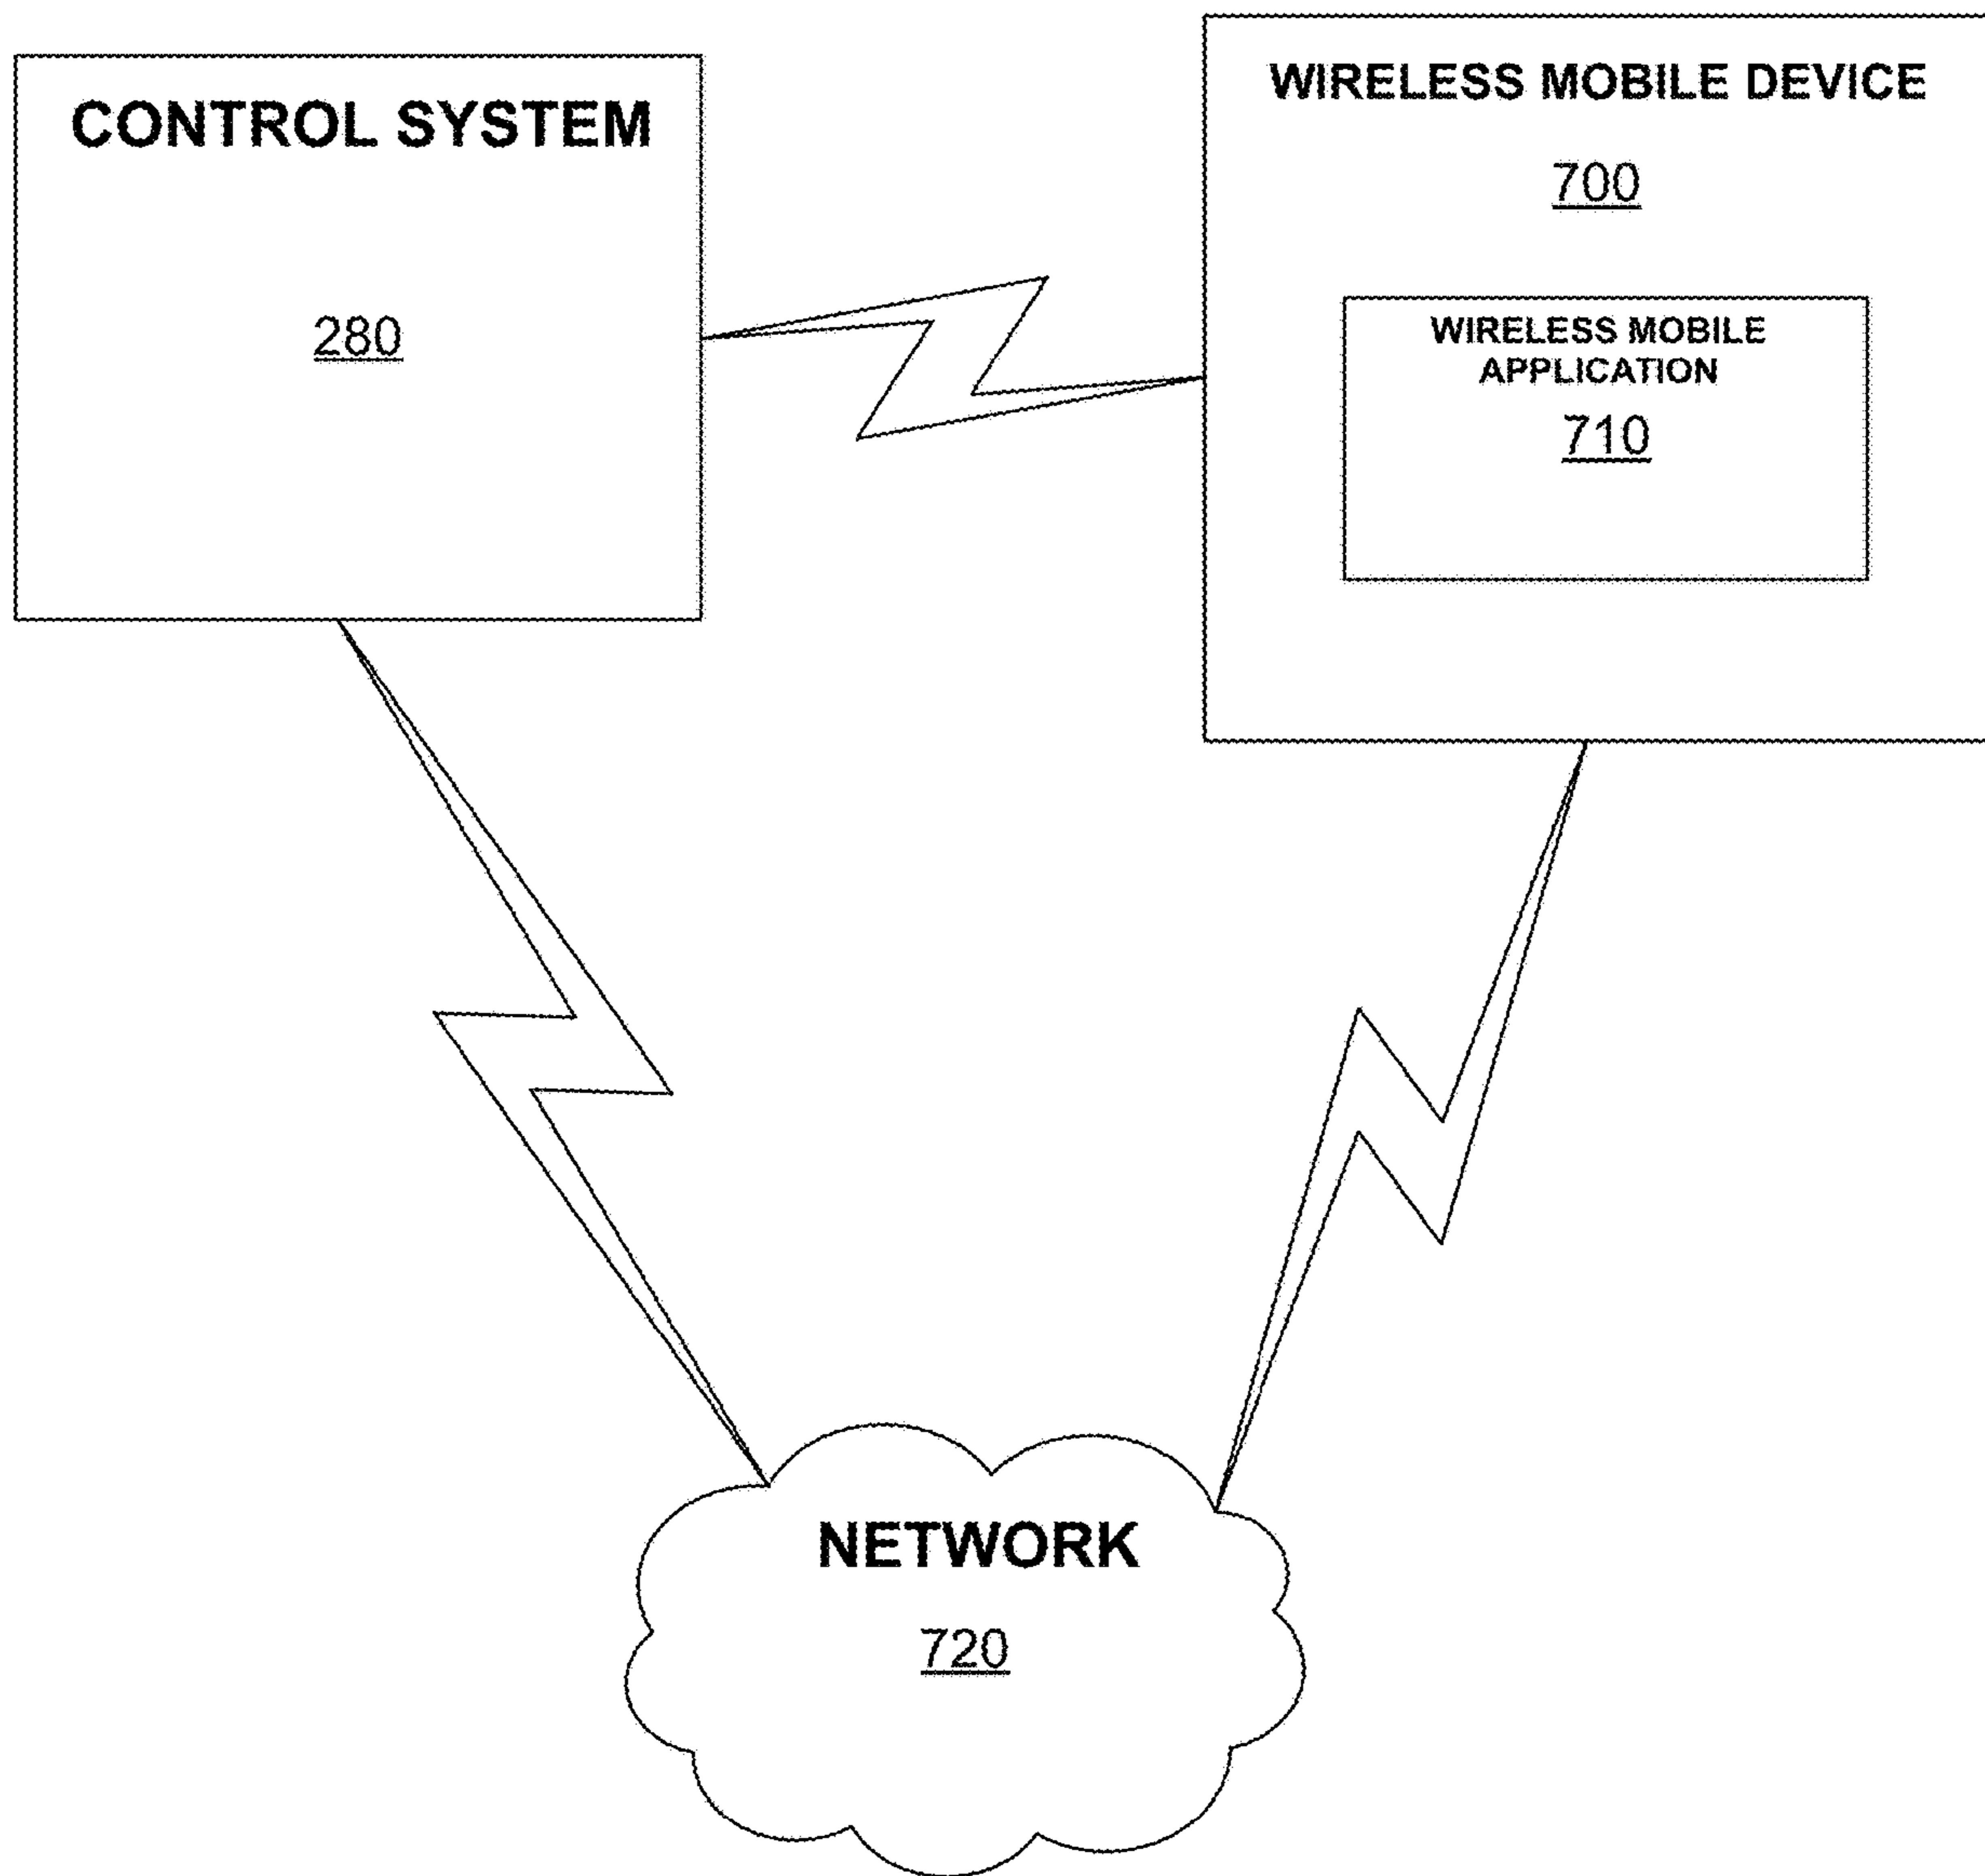 CONTROL SYSTEM
280
WIRELESS MOBILE DEVICE
700
WIRELESS MOBILE
APPLICATION
710
NETWORK
720